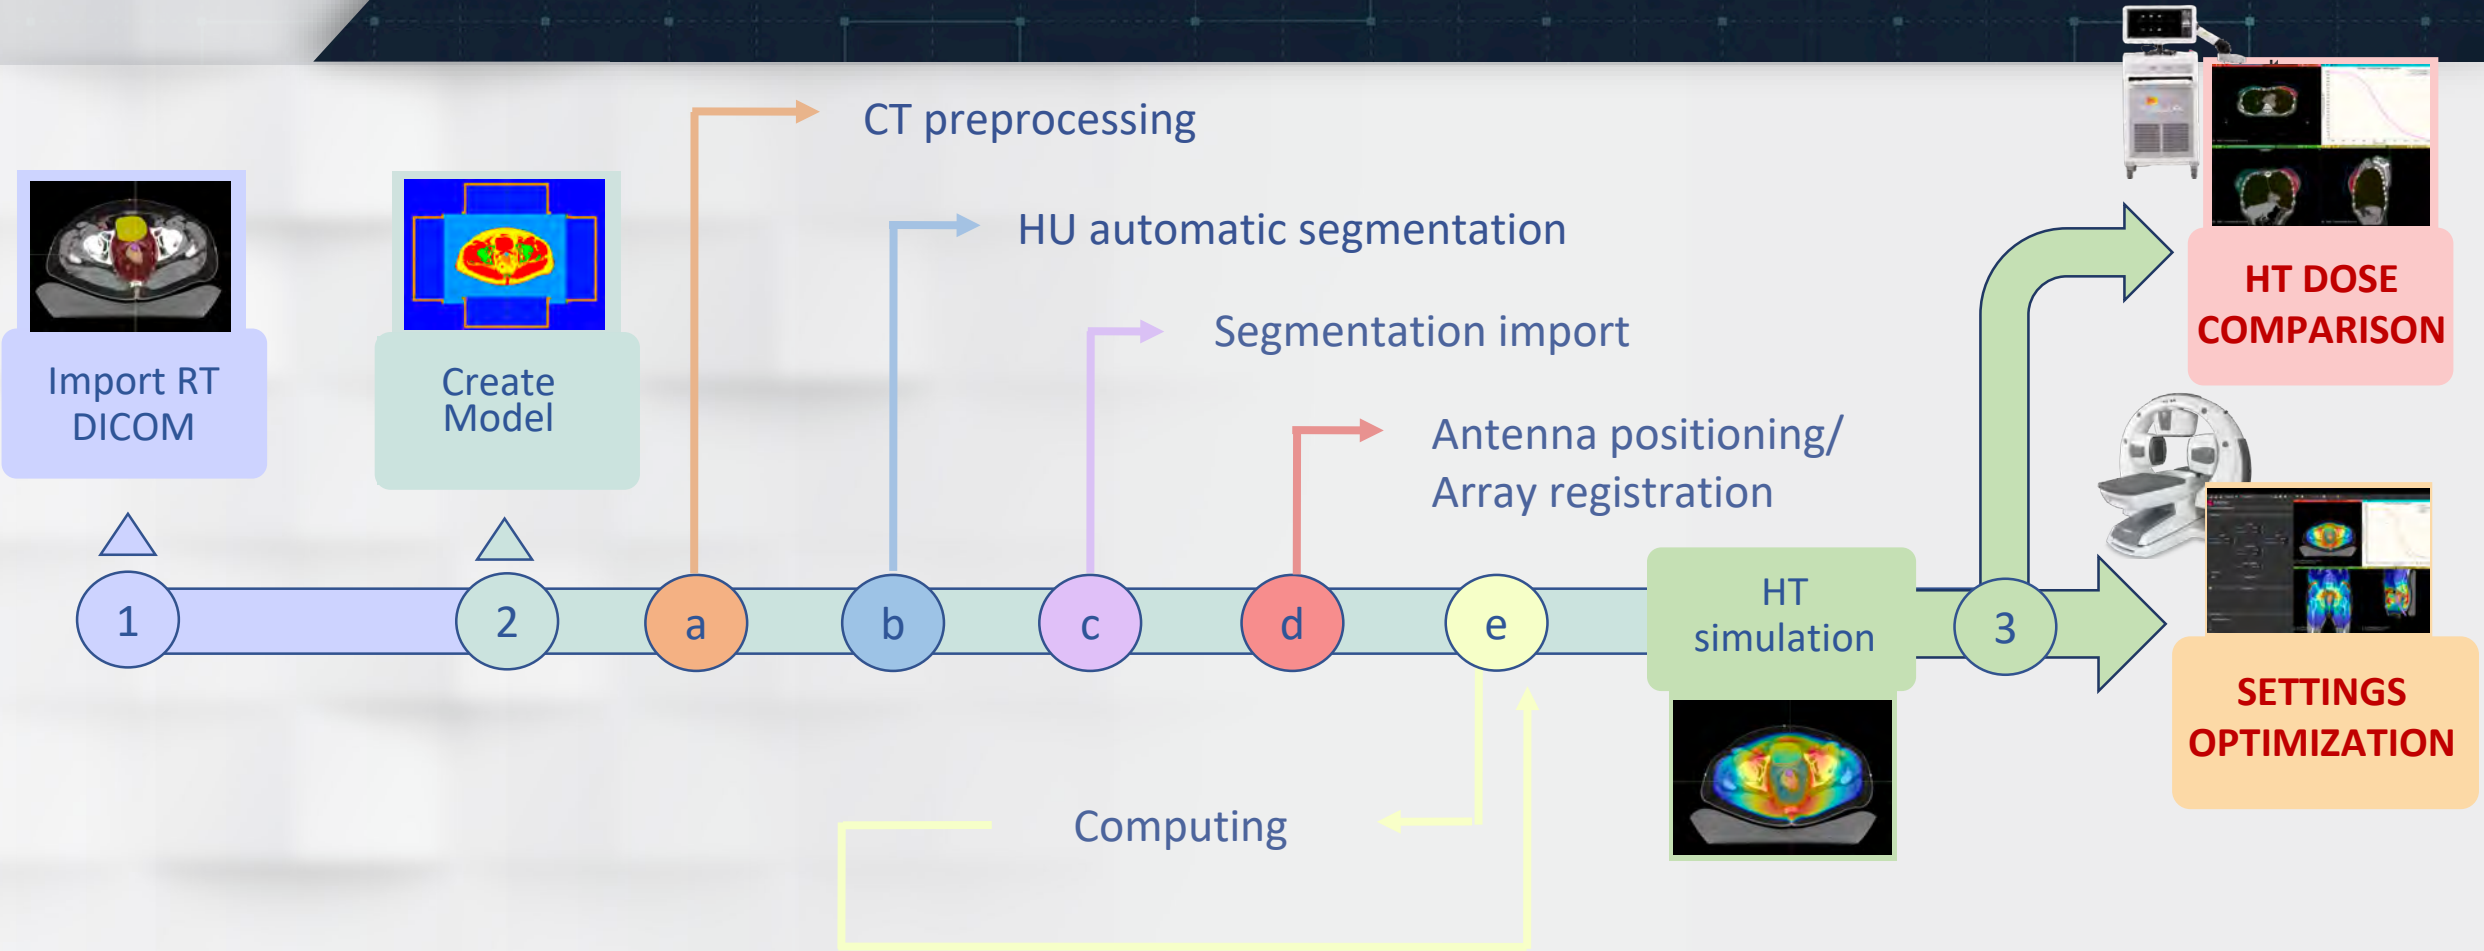 CT preprocessing
HU automatic segmentation
Segmentation import
Antenna positioning/
Array registration
Import RT
DICOM
Create
Model
1
2
a
b
c
d
e
HT
simulation
3
Computing
HT DOSE
COMPARISON
SETTINGS
OPTIMIZATION